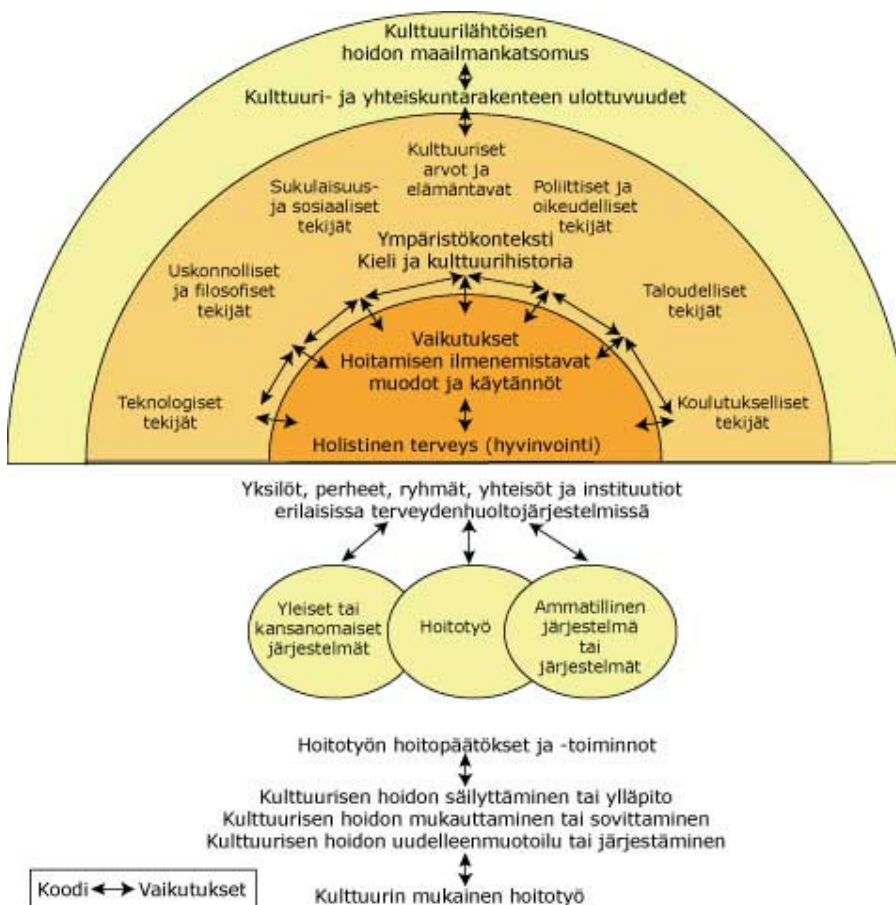 Kulttuurilähtöisen
hoidon maailmankatsomus
Kulttuuri- ja yhteiskuntarakenteen ulottuvuudet
Kulttuuriset
arvot ja
elämäntavat
Sukulaisuus-
ja sosiaaliset
tekijät
Poliittiset ja
oikeudelliset
tekijät
Ympäristökonteksti
Kieli ja kulttuurihistoria
Uskonnolliset
ja filosofiset
tekijät
Taloudelliset
tekijät
Vaikutukset
Hoitamisen ilmenemistavat
muodot ja käytännöt
Teknologiset
tekijät
Koulutukselliset
tekijät
Holistinen terveys (hyvinvointi)
Yksilöt, perheet, ryhmät, yhteisöt ja instituutiot
erilaisissa terveydenhuoltojärjestelmissä
Yleiset tai
kansanomaiset
järjestelmät
Hoitotyö
Ammatillinen
järjestelmä
tai
järjestelmät
Hoitotyön hoitopäätökset ja -toiminnot
Kulttuurisen hoidon säilyttäminen tai ylläpito
Kulttuurisen hoidon mukauttaminen tai sovittaminen
Kulttuurisen hoidon uudelleenmuotoilu tai järjestäminen
Koodi Vaikutukset
Kulttuurin mukainen hoitotyö